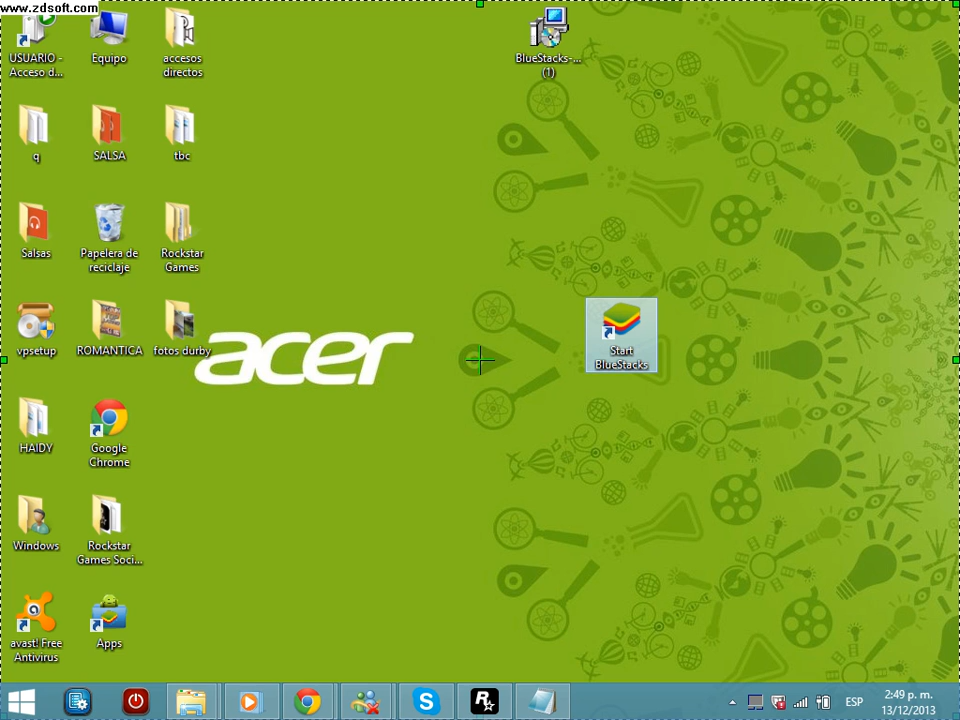 www.zdsoft.com
USUARIO -
Acceso d...
Equipo
accesos
directos
BlueStacks-...
(1)
q
SALSA
tbc
Salsas
Papelera de
reciclaje
Rockstar
Games
vpsetup
ROMANTICA
fotos durby
acer
Start
BlueStacks
HAIDY
Google
Chrome
Windows
Rockstar
Games Soci...
avast! Free
Antivirus
Apps
ESP
2:49 p. m.
13/12/2013